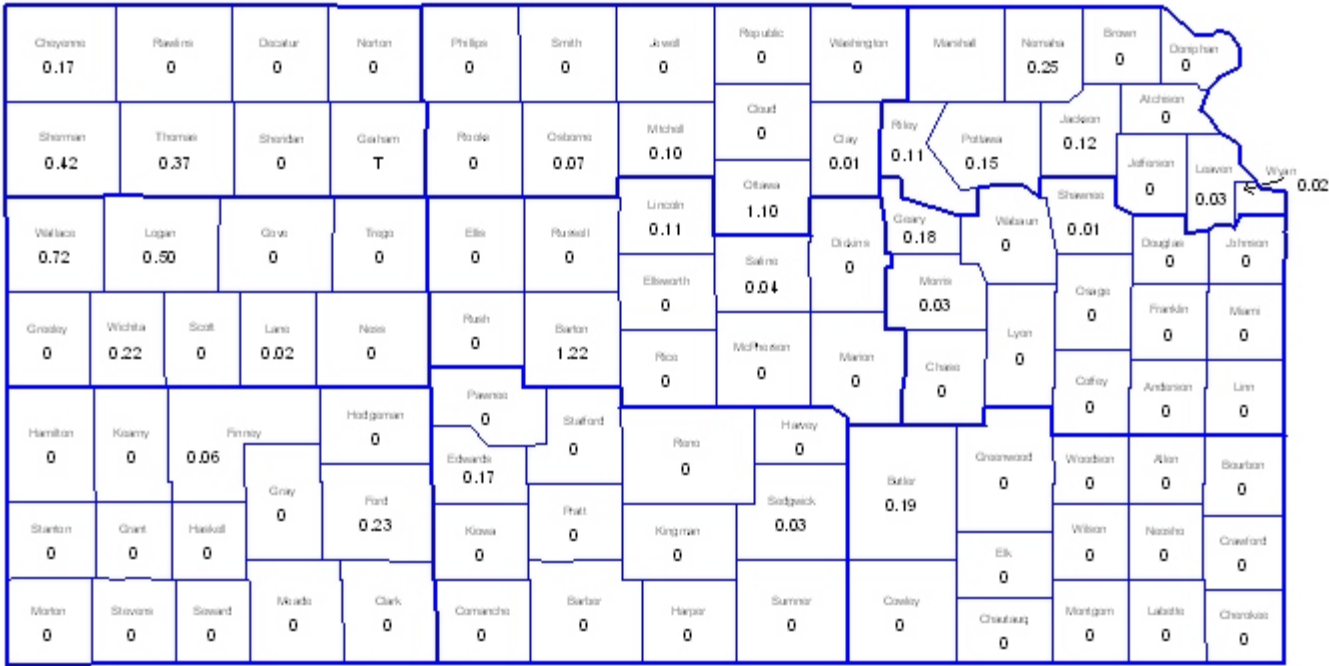 Cheyenne Rawlins Decatur Norton Phillips Smith Jewell Republic Washington Marshall Nemaha Brown Doniphan
0.17 0 0 0 0 0 0 0 0 0.25 0 0
Sherman Thomas Sheridan Graham Rooks Osborne Mitchell Cloud Clay Riley Pottawa Jackson Atchison
0.42 0.37 0 T 0 0.07 0.10 0 0.01 0.11 0.15 0.12 0
Jefferson Leaven Wyan
0 0.03 0.02
Wallace Logan Gove Trego Ellis Russell Lincoln Ottawa Dickins Geary Wabaun Shawnee Douglas Johnson
0.72 0.50 0 0 0 0 0.11 1.10 0 0.18 0 0.01 0 0
Ellsworth Saline Morris Osage
0 0.04 0.03 0
Greeley Wichita Scott Lane Ness Rush Barton Rice McPherson Marion Chase Lyon Franklin Miami
0 0.22 0 0.02 0 0 1.22 0 0 0 0 0 0 0
Coffey Anderson Linn
0 0 0
Hamilton Kearny Finney Hodgeman Pawnee Stafford Reno Harvey
0 0 0.06 0 0 0 0 0
Gray Ford Edwards Sedgwick Butler Greenwood Woodson Allen Bourbon
0 0.23 0.17 0.03 0.19 0 0 0 0
Stanton Grant Haskell Kiowa Pratt Kingman Elk Wilson Neosho Crawford
0 0 0 0 0 0 0 0 0 0
Morton Stevens Seward Meade Clark Comanche Barber Harper Sumner Cowley Chautauq Montgom Labette Cherokee
0 0 0 0 0 0 0 0 0 0 0 0 0 0